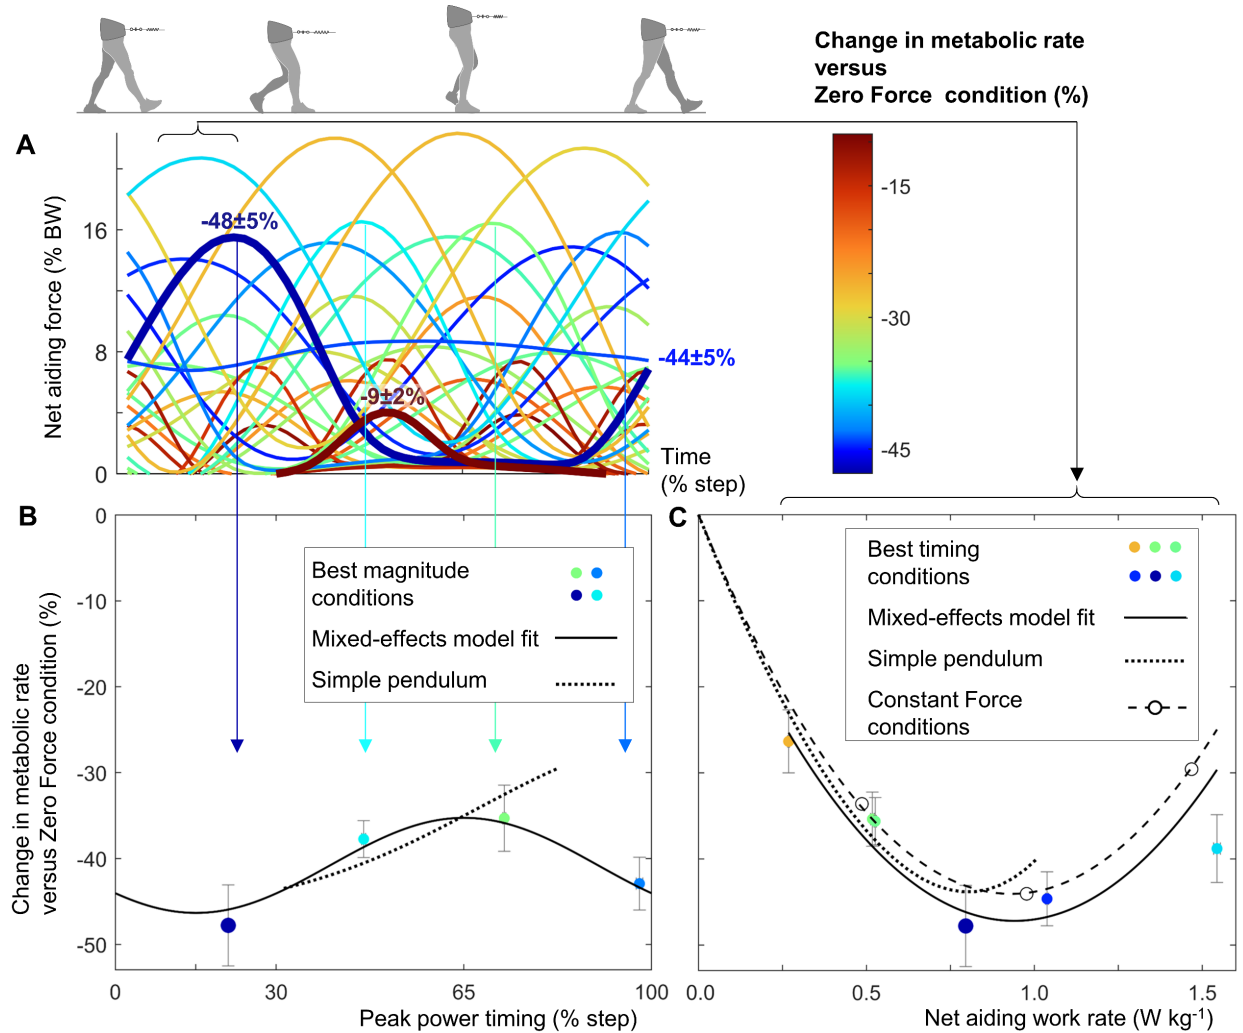 Change in metabolic rate
versus
Zero Force condition (%)
A
Net aiding force (% BW)
16
8
0
-48±5%
-9±2%
-44±5%
Time
(% step)
-15
-30
-45
B
Change in metabolic rate
versus Zero Force condition (%)
0
-10
-20
-30
-40
-50
Best magnitude
conditions
Mixed-effects model fit
Simple pendulum
0
30
65
100
Peak power timing (% step)
C
Best timing
conditions
Mixed-effects model fit
Simple pendulum
Constant Force
conditions
0.0
0.5
1.0
1.5
Net aiding work rate (W kg⁻¹)